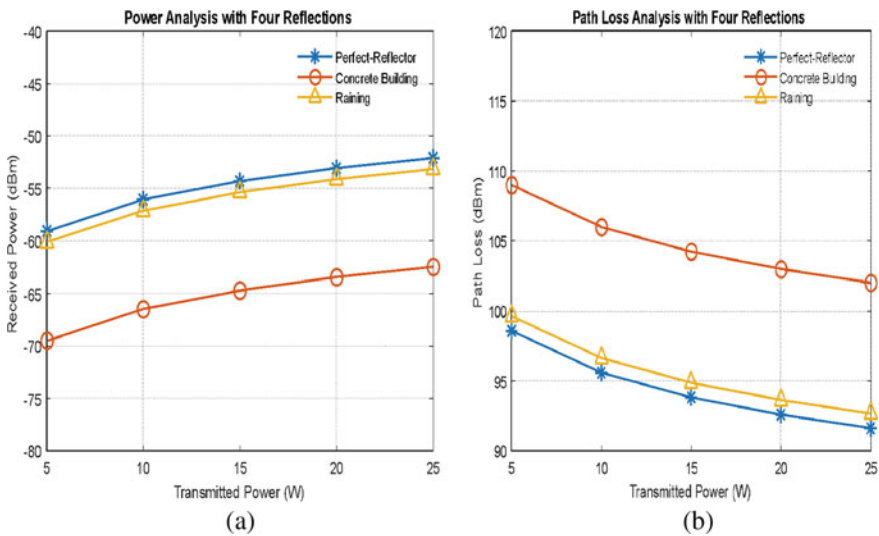 Power Analysis with Four Reflections
-40
-45
-50
-55
-60
-65
-70
-75
-80
Received Power (dBm)
Perfect-Reflector
Concrete Building
Raining
5 10 15 20 25
Transmitted Power (W)
(a)
Path Loss Analysis with Four Reflections
120
115
110
105
100
95
90
Path Loss (dBm)
Perfect-Reflector
Concrete Building
Raining
5 10 15 20 25
Transmitted Power (W)
(b)